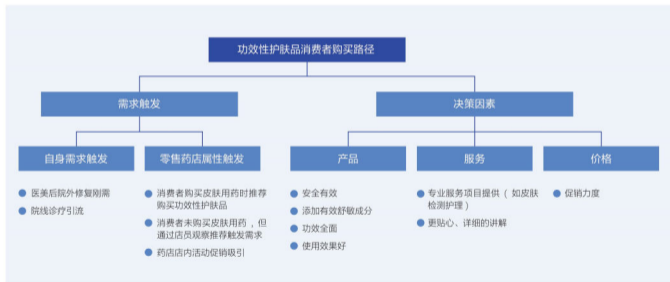 功效性护肤品消费者购买路径
需求触发
决策因素
自身需求触发
零售药店属性触发
产品
服务
价格
医美后院外修复刚需
院线诊疗引流
消费者购买皮肤用药时推荐
购买功效性护肤品
消费者未购买皮肤用药，但
通过店员观察推荐触发需求
药店店内活动促销吸引
安全有效
添加有效舒敏成分
功效全面
使用效果好
专业服务项目提供（如皮肤
检测护理）
更贴心、详细的讲解
促销力度